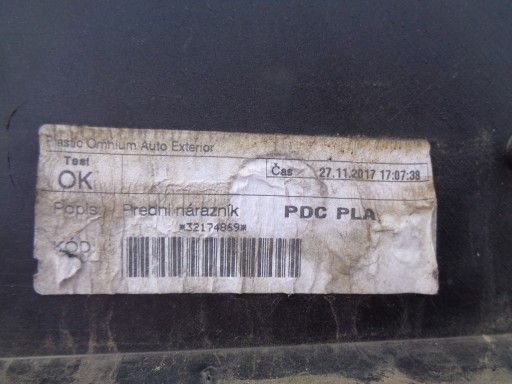 Plastic Omnium Auto Exterior
Test
OK
Čas 27.11.2017 17:07:38
Popis Přední nárazník PDC PLA
*32174869*
KÓD